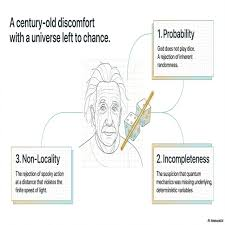 A century-old discomfort
with a universe left to chance.
1. Probability
God does not play dice.
A rejection of inherent
randomness.
3. Non-Locality
The rejection of spooky action
at a distance that violates the
finite speed of light.
2. Incompleteness
The suspicion that quantum
mechanics was missing underlying,
deterministic variables.